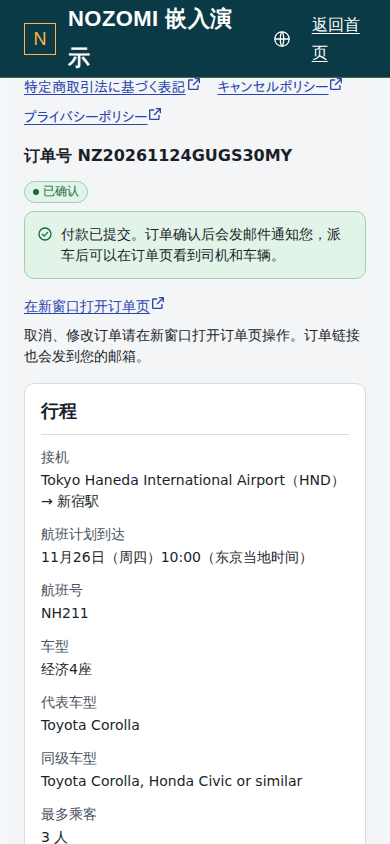 N
NOZOMI 嵌入演
示
返回首
页
特定商取引法に基づく表記 キャンセルポリシー
プライバシーポリシー
订单号 NZ20261124GUGS30MY
已确认
付款已提交。订单确认后会发邮件通知您，派
车后可以在订单页看到司机和车辆。
在新窗口打开订单页
取消、修改订单请在新窗口打开订单页操作。订单链接
也会发到您的邮箱。
行程
接机
Tokyo Haneda International Airport（HND）
→ 新宿駅
航班计划到达
11月26日（周四）10:00（东京当地时间）
航班号
NH211
车型
经济4座
代表车型
Toyota Corolla
同级车型
Toyota Corolla, Honda Civic or similar
最多乘客
3 人